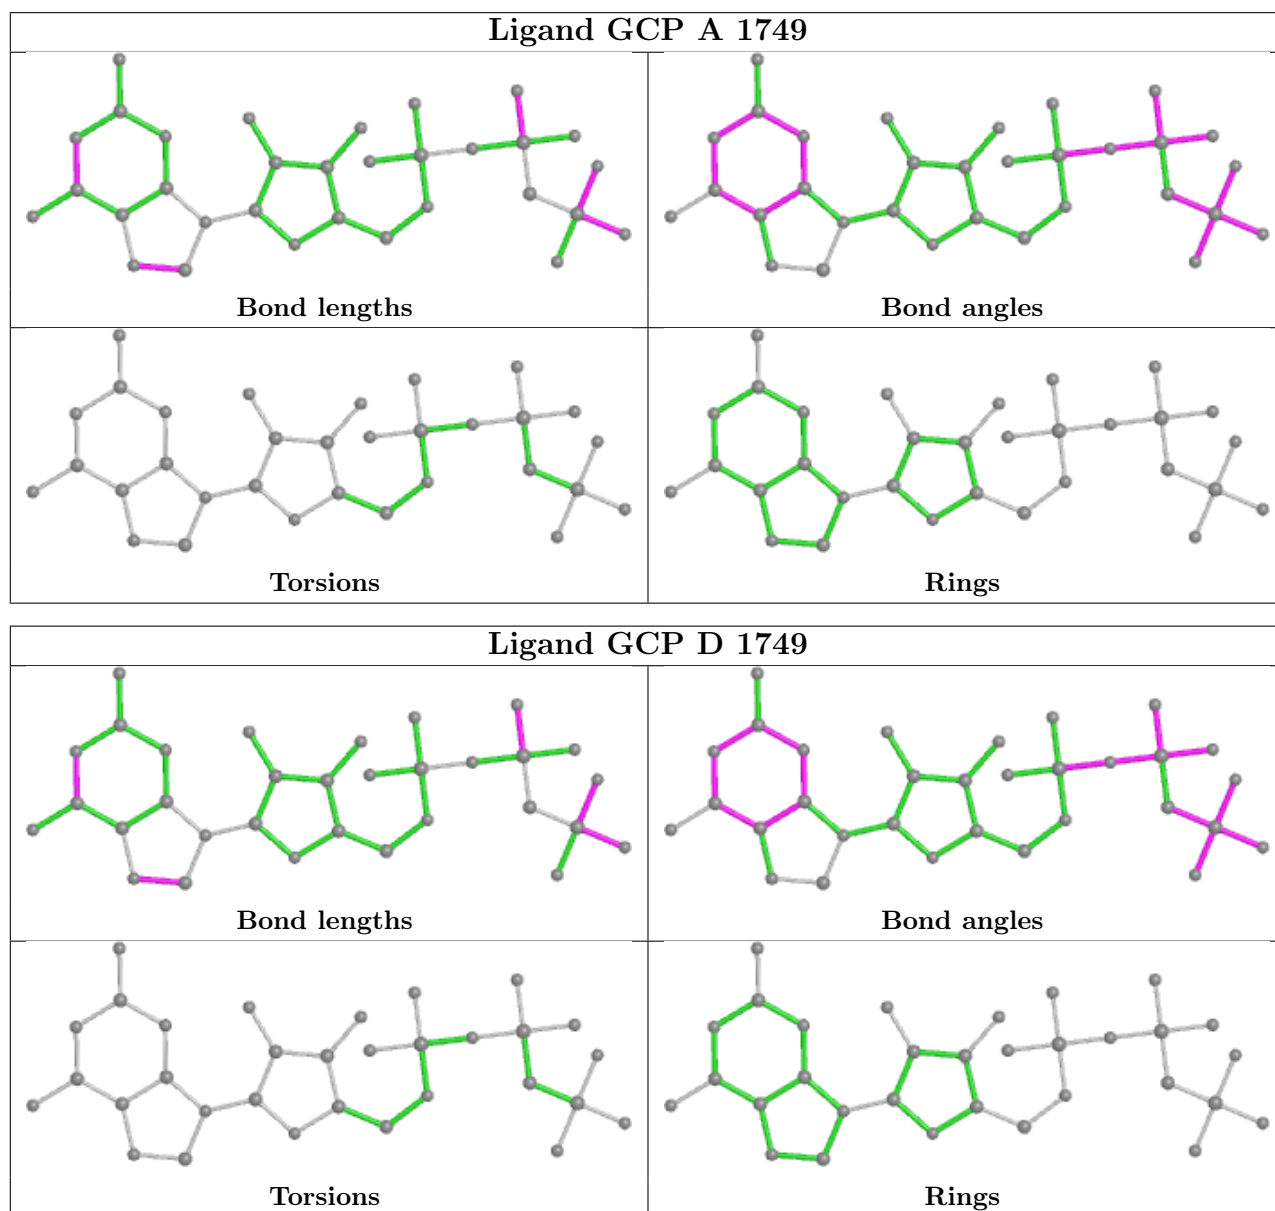 Ligand GCP A 1749
Bond lengths
Bond angles
Torsions
Rings
Ligand GCP D 1749
Bond lengths
Bond angles
Torsions
Rings